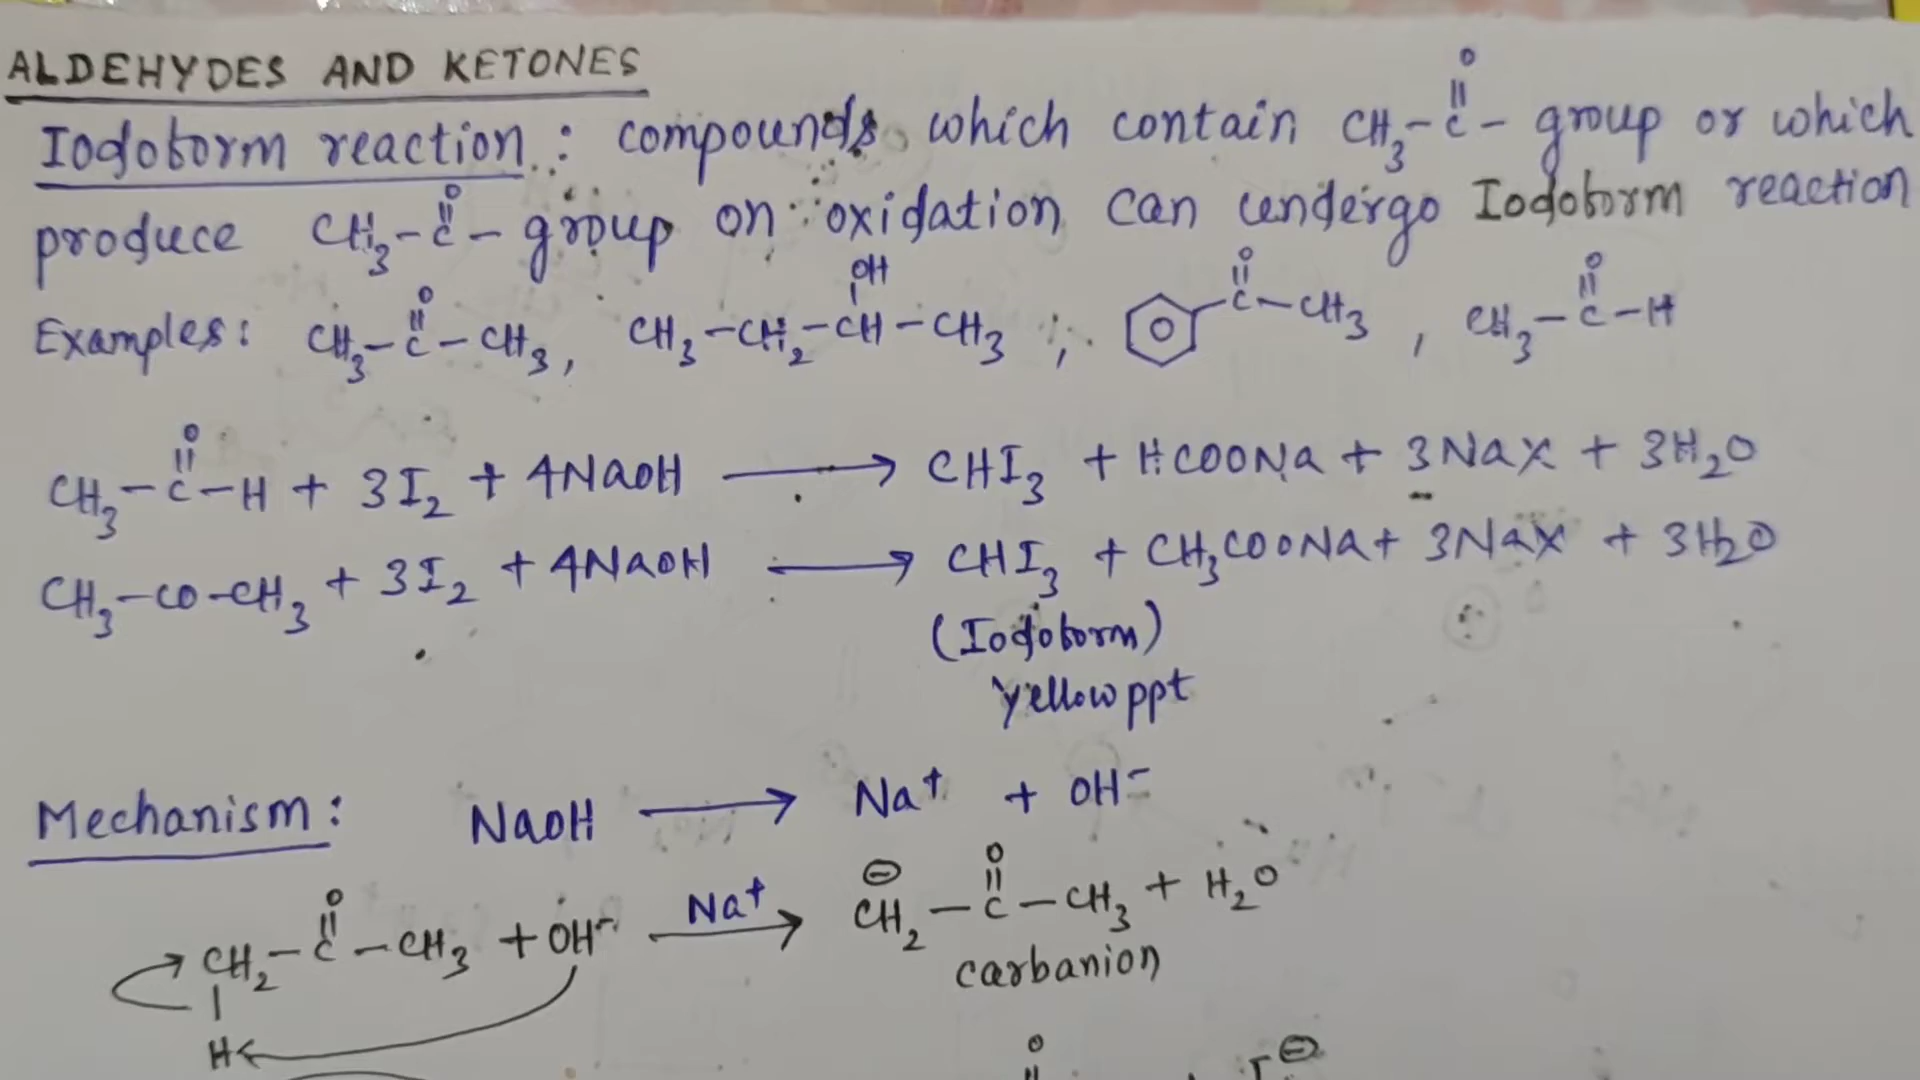 ALDEHYDES AND KETONES
Iodoform reaction : compounds which contain CH₃-C(=O)- group or which
produce CH₃-C(=O)- group on oxidation can undergo Iodoform reaction
Examples: CH₃-C(=O)-CH₃, CH₃-CH₂-CH(OH)-CH₃ , C(=O)-CH₃ , CH₃-C(=O)-H
CH₃-C(=O)-H + 3I₂ + 4NaOH ⟶ CHI₃ + HCOONa + 3NaX + 3H₂O
CH₃-CO-CH₃ + 3I₂ + 4NaOH ⟶ CHI₃ + CH₃COONa + 3NaX + 3H₂O
(Iodoform)
yellow ppt
Mechanism: NaOH ⟶ Na⁺ + OH⁻
CH₂(H)-C(=O)-CH₃ + OH⁻ Na⁺⟶ ⊖CH₂-C(=O)-CH₃ + H₂O
carbanion
O I⊖